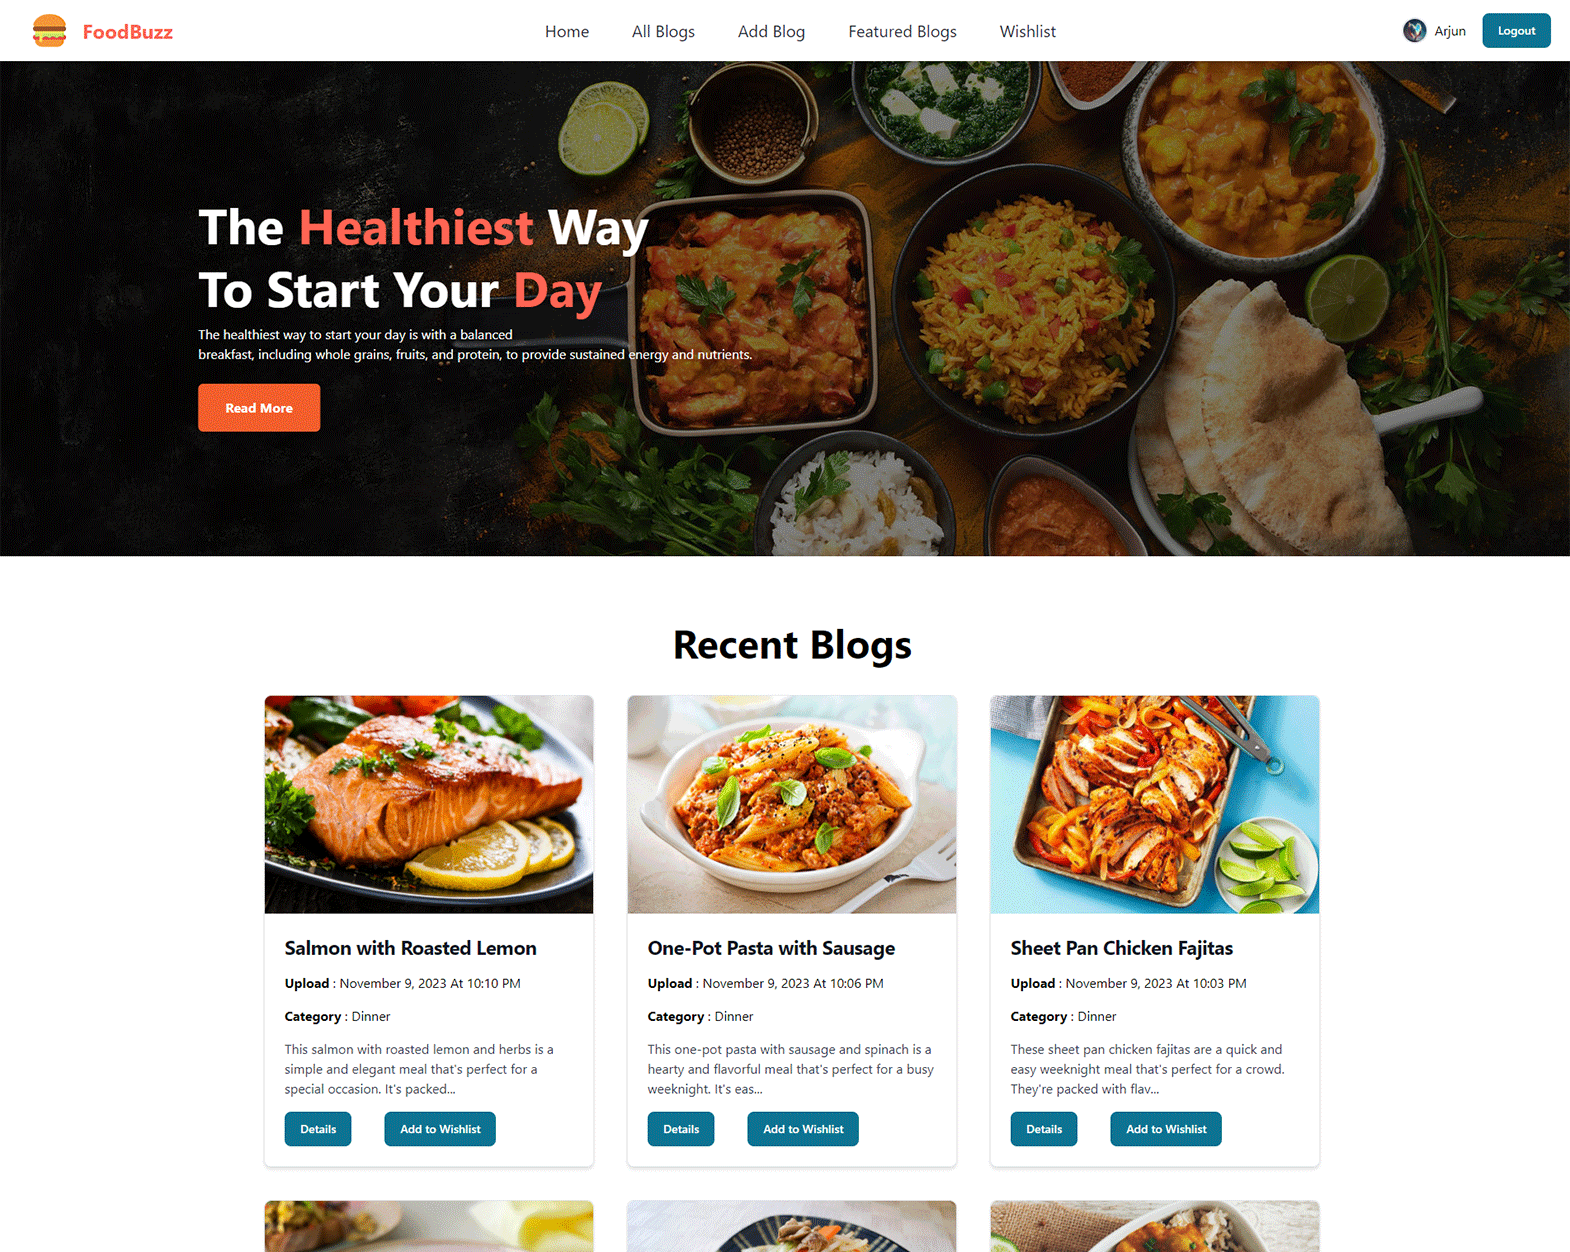 FoodBuzz
Home All Blogs Add Blog Featured Blogs Wishlist
Arjun Logout
The Healthiest Way
To Start Your Day
The healthiest way to start your day is with a balanced
breakfast, including whole grains, fruits, and protein, to provide sustained energy and nutrients.
Read More
Recent Blogs
Salmon with Roasted Lemon
Upload : November 9, 2023 At 10:10 PM
Category : Dinner
This salmon with roasted lemon and herbs is a
simple and elegant meal that's perfect for a
special occasion. It's packed...
Details Add to Wishlist
One-Pot Pasta with Sausage
Upload : November 9, 2023 At 10:06 PM
Category : Dinner
This one-pot pasta with sausage and spinach is a
hearty and flavorful meal that's perfect for a busy
weeknight. It's eas...
Details Add to Wishlist
Sheet Pan Chicken Fajitas
Upload : November 9, 2023 At 10:03 PM
Category : Dinner
These sheet pan chicken fajitas are a quick and
easy weeknight meal that's perfect for a crowd.
They're packed with flav...
Details Add to Wishlist